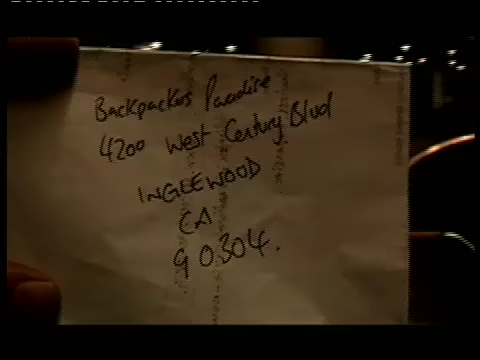 Backpackers Paradise
4200 West Century Blvd
INGLEWOOD
CA
90304.